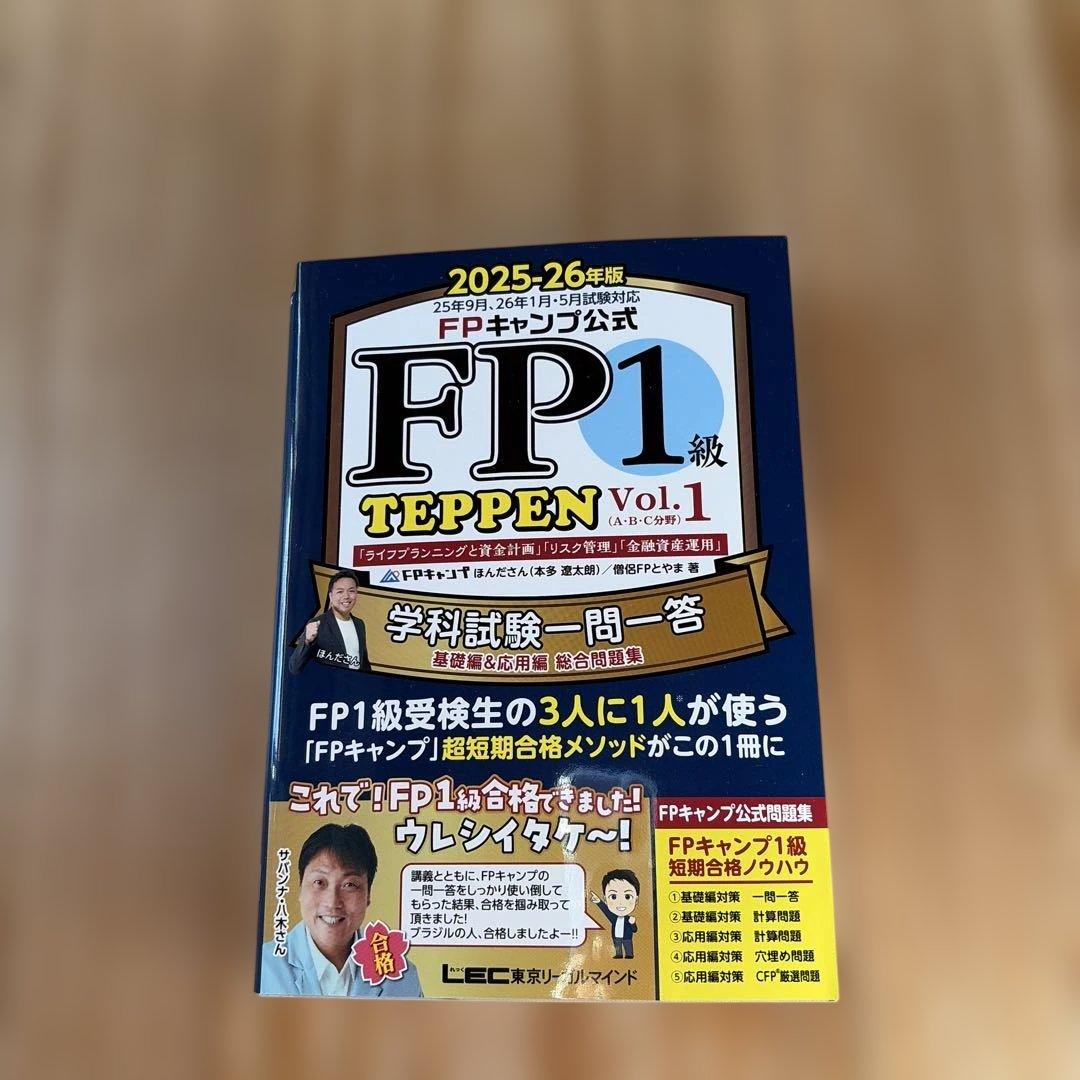 2025-26年版
25年9月、26年1月・5月試験対応
FPキャンプ公式
FP1級
TEPPEN Vol.1
(A・B・C分野)
「ライフプランニングと資金計画」「リスク管理」「金融資産運用」
FPキャンプ ほんださん(本多 遼太朗)／僧侶FPとやま 著
学科試験一問一答
基礎編&応用編 総合問題集
ほんださん
FP1級受検生の3人に1人※が使う
「FPキャンプ」超短期合格メソッドがこの1冊に
これで!FP1級合格できました!
ウレシイタケ〜!
サバンナ・八木さん
講義とともに、FPキャンプの
一問一答をしっかり使い倒して
もらった結果、合格を掴み取って
頂きました!
ブラジルの人、合格しましたよー!!
合格
れっく
LEC東京リーガルマインド
FPキャンプ公式問題集
FPキャンプ1級
短期合格ノウハウ
①基礎編対策 一問一答
②基礎編対策 計算問題
③応用編対策 計算問題
④応用編対策 穴埋め問題
⑤応用編対策 CFP®厳選問題